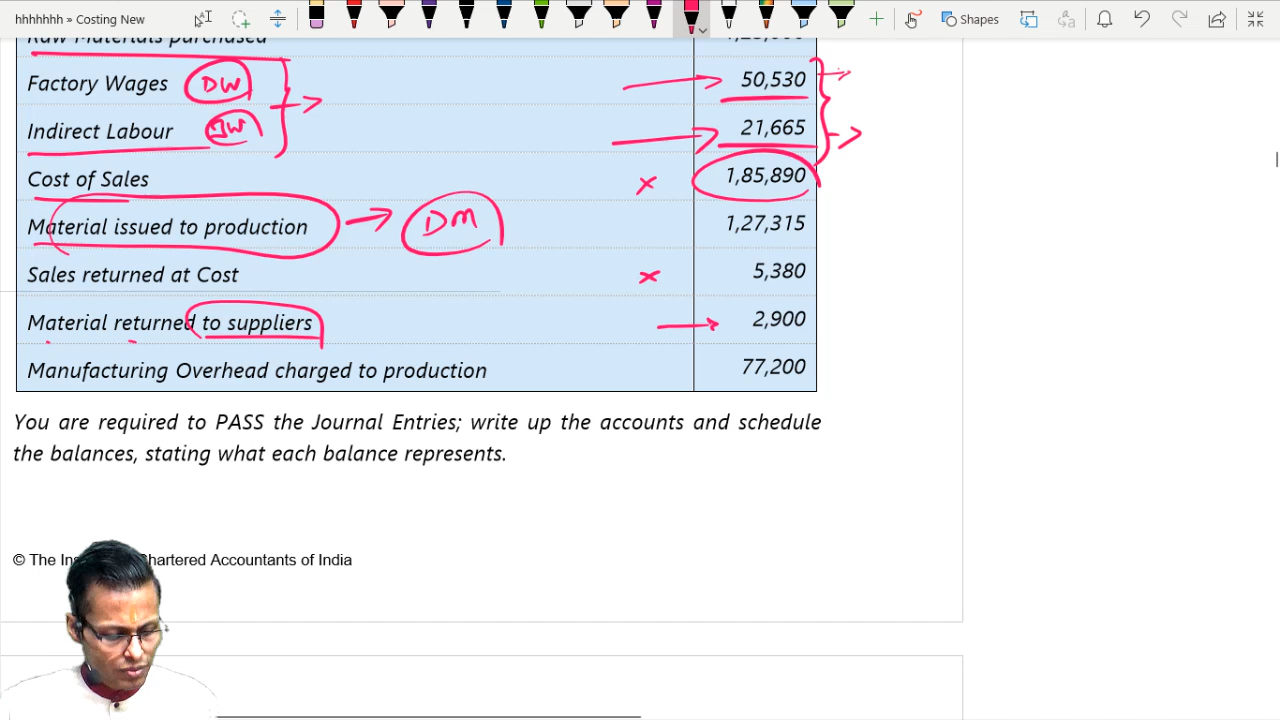 hhhhhhh » Costing New
Shapes
Raw Materials purchased
Factory Wages DW 50,530
Indirect Labour IW 21,665
Cost of Sales × 1,85,890
Material issued to production → DM 1,27,315
Sales returned at Cost × 5,380
Material returned to suppliers 2,900
Manufacturing Overhead charged to production 77,200
You are required to PASS the Journal Entries; write up the accounts and schedule
the balances, stating what each balance represents.
© The Chartered Accountants of India